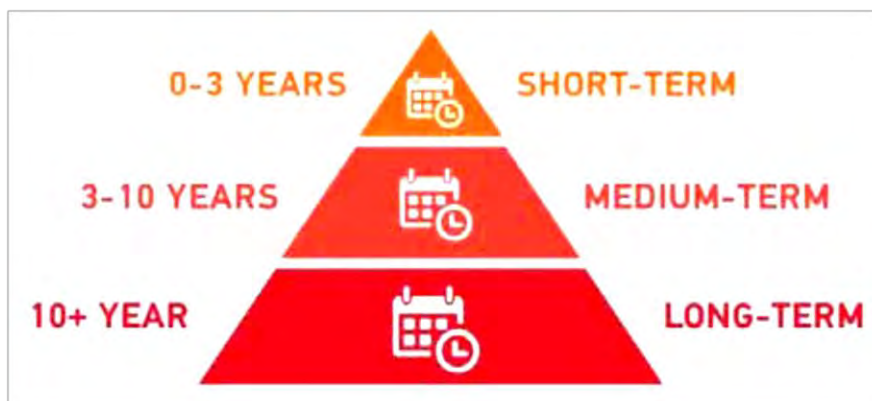 0-3 YEARS SHORT-TERM
3-10 YEARS MEDIUM-TERM
10+ YEAR LONG-TERM